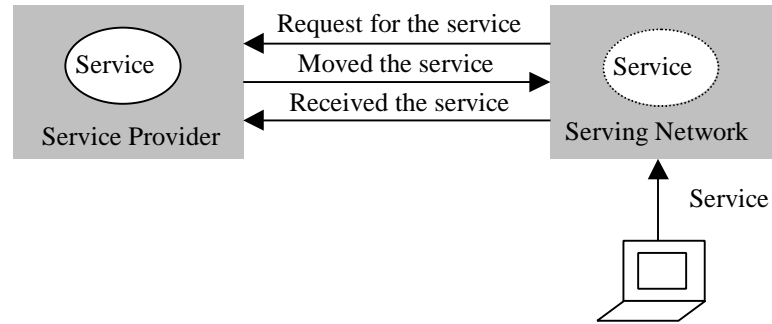 Request for the service
Service
Moved the service
Service
Received the service
Service Provider
Serving Network
Service